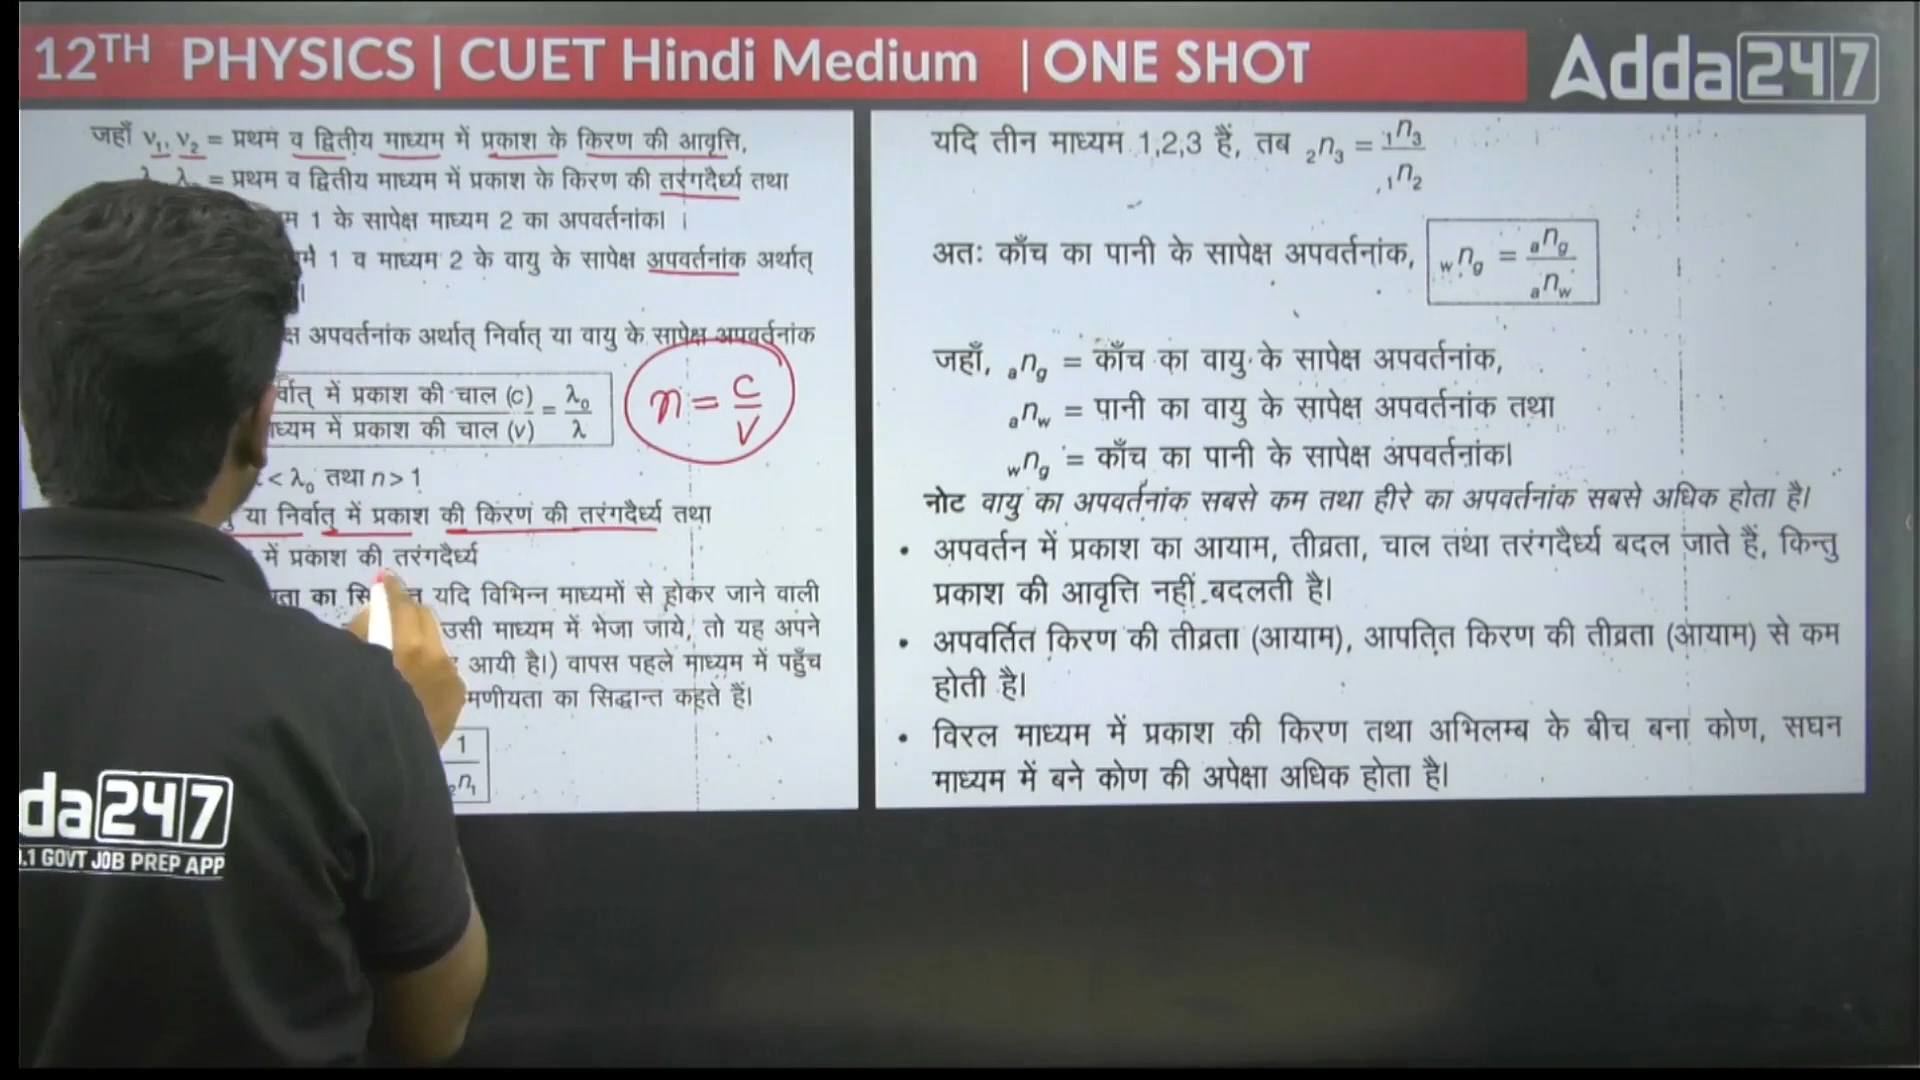 12TH PHYSICS | CUET Hindi Medium | ONE SHOT
Adda247
जहाँ ν₁, ν₂ = प्रथम व द्वितीय माध्यम में प्रकाश के किरण की आवृत्ति,
= प्रथम व द्वितीय माध्यम में प्रकाश के किरण की तरंगदैर्ध्य तथा
1 के सापेक्ष माध्यम 2 का अपवर्तनांक।
1 व माध्यम 2 के वायु के सापेक्ष अपवर्तनांक अर्थात्
अपवर्तनांक अर्थात् निर्वात् या वायु के सापेक्ष अपवर्तनांक
में प्रकाश की चाल (c)
में प्रकाश की चाल (v)
= λ₀/λ
n = c/v
< λ₀ तथा n > 1
या निर्वात् में प्रकाश की किरण की तरंगदैर्ध्य तथा
में प्रकाश की तरंगदैर्ध्य
का यदि विभिन्न माध्यमों से होकर जाने वाली
उसी माध्यम में भेजा जाये, तो यह अपने
आयी है।) वापस पहले माध्यम में पहुँच
का सिद्धान्त कहते हैं।
1
₂n₁
यदि तीन माध्यम 1,2,3 हैं, तब ₂n₃ = ₁n₃/₁n₂
अतः काँच का पानी के सापेक्ष अपवर्तनांक, wng = ang/anw
जहाँ, ang = काँच का वायु के सापेक्ष अपवर्तनांक,
anw = पानी का वायु के सापेक्ष अपवर्तनांक तथा
wng = काँच का पानी के सापेक्ष अपवर्तनांक।
नोट वायु का अपवर्तनांक सबसे कम तथा हीरे का अपवर्तनांक सबसे अधिक होता है।
• अपवर्तन में प्रकाश का आयाम, तीव्रता, चाल तथा तरंगदैर्ध्य बदल जाते हैं, किन्तु
प्रकाश की आवृत्ति नहीं बदलती है।
• अपवर्तित किरण की तीव्रता (आयाम), आपतित किरण की तीव्रता (आयाम) से कम
होती है।
• विरल माध्यम में प्रकाश की किरण तथा अभिलम्ब के बीच बना कोण, सघन
माध्यम में बने कोण की अपेक्षा अधिक होता है।
da247
.1 GOVT JOB PREP APP